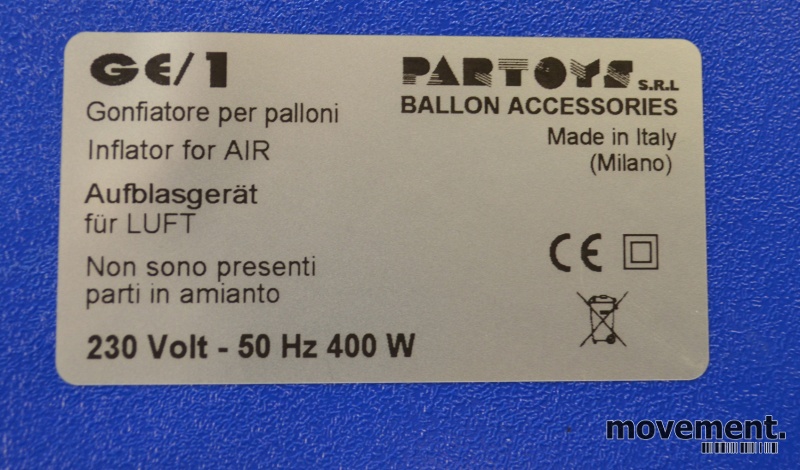 GE/1
Gonfiatore per palloni
Inflator for AIR
Aufblasgerät
für LUFT
Non sono presenti
parti in amianto
230 Volt - 50 Hz 400 W
PARTOYS S.R.L
BALLON ACCESSORIES
Made in Italy
(Milano)
CE
movement.